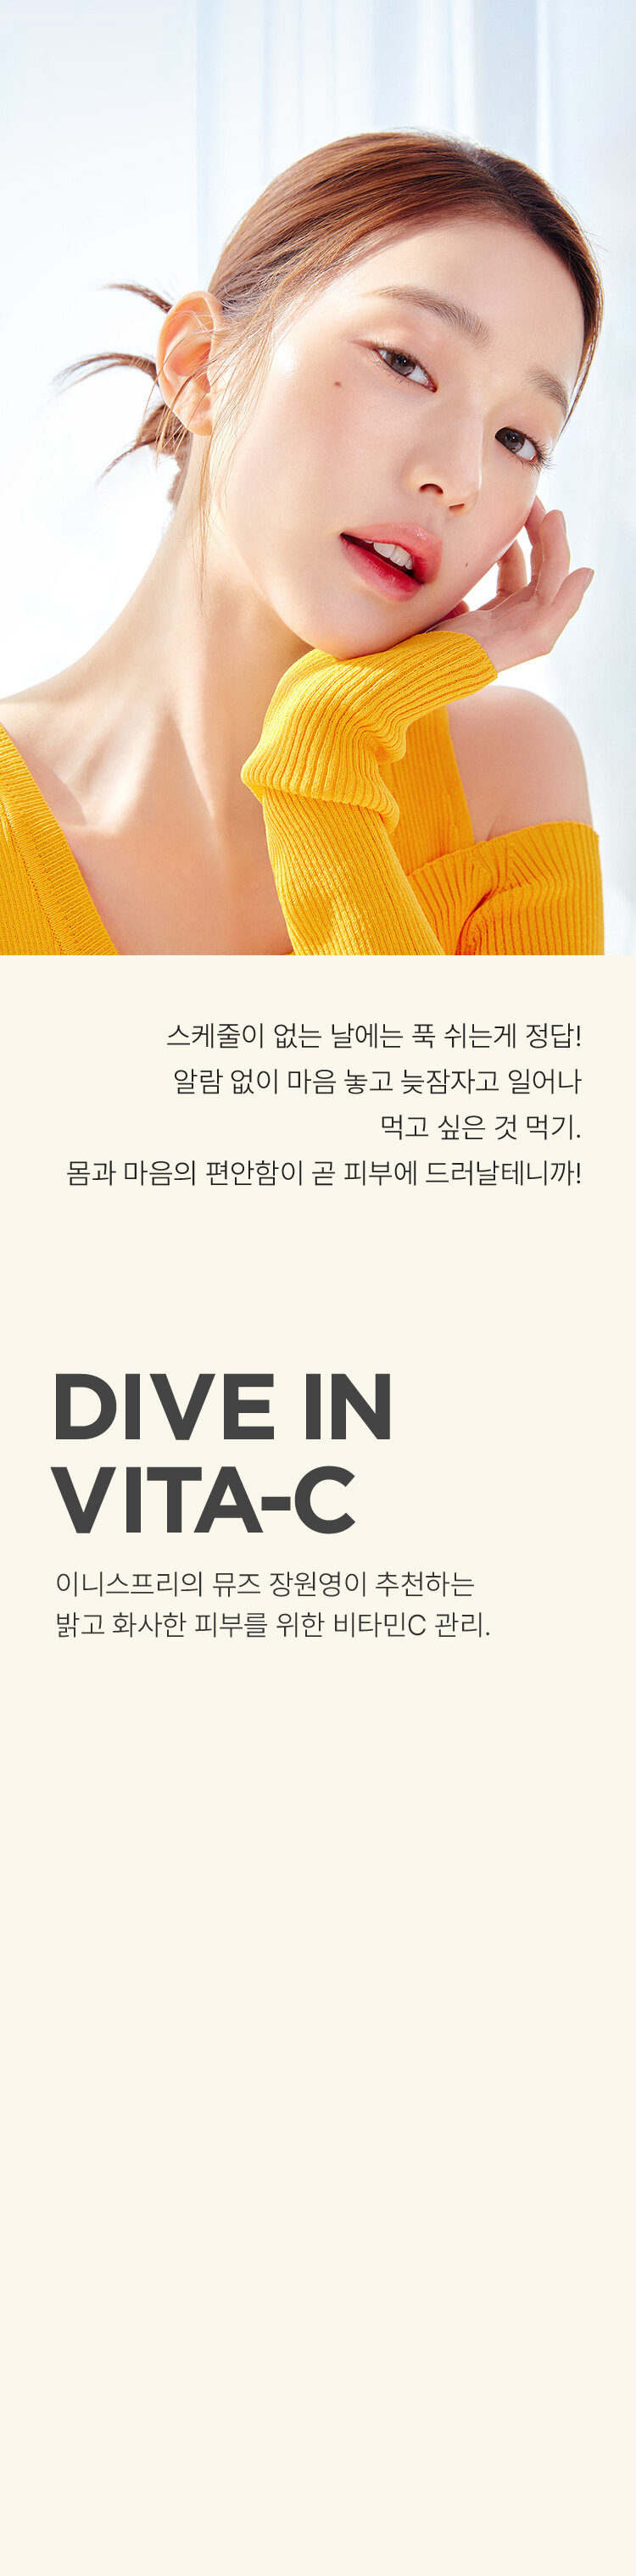 스케줄이 없는 날에는 푹 쉬는게 정답!
알람 없이 마음 놓고 늦잠자고 일어나
먹고 싶은 것 먹기.
몸과 마음의 편안함이 곧 피부에 드러날테니까!
DIVE IN
VITA-C
이니스프리의 뮤즈 장원영이 추천하는
밝고 화사한 피부를 위한 비타민C 관리.